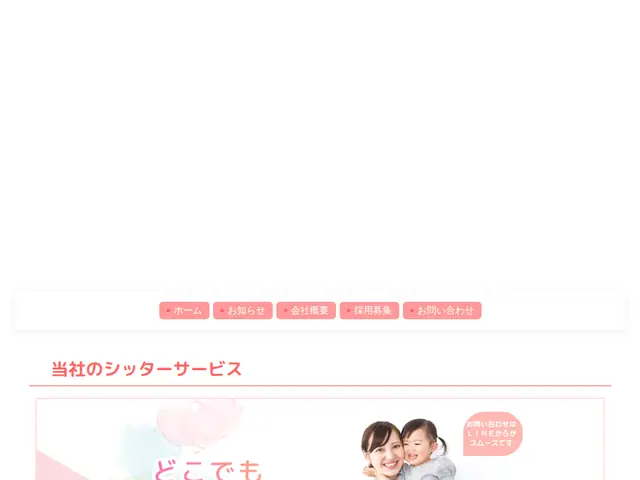 ホーム
お知らせ
会社概要
採用募集
お問い合わせ
当社のシッターサービス
お問い合わせは
LINEからが
スムーズです
どこでも